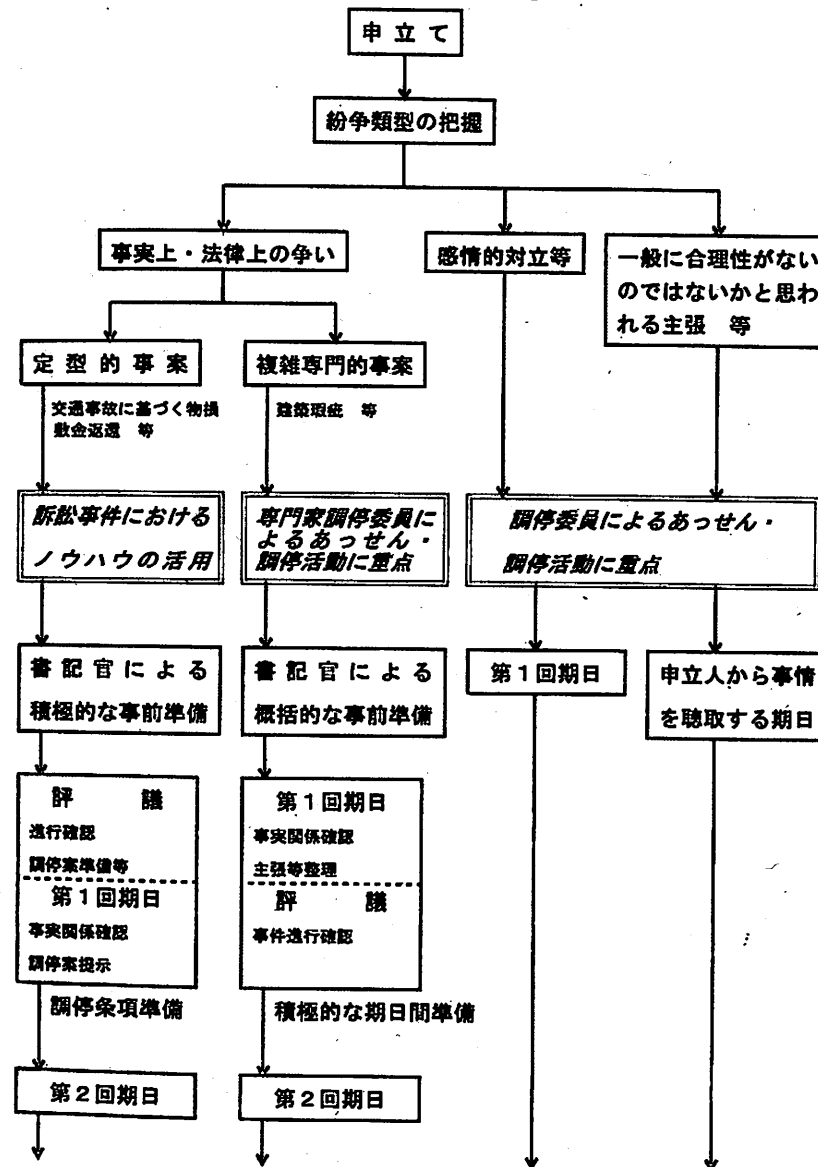 申立て
紛争類型の把握
事実上・法律上の争い
感情的対立等
一般に合理性がない
のではないかと思わ
れる主張 等
定型的事案
複雑専門的事案
交通事故に基づく物損
敷金返還 等
建築瑕疵 等
訴訟事件における
ノウハウの活用
専門家調停委員に
よるあっせん・
調停活動に重点
調停委員によるあっせん・
調停活動に重点
書記官による
積極的な事前準備
書記官による
概括的な事前準備
第1回期日
申立人から事情
を聴取する期日
評 議
進行確認
調停案準備等
第1回期日
事実関係確認
調停案提示
第1回期日
事実関係確認
主張等整理
評 議
事件進行確認
調停条項準備
積極的な期日間準備
第2回期日
第2回期日